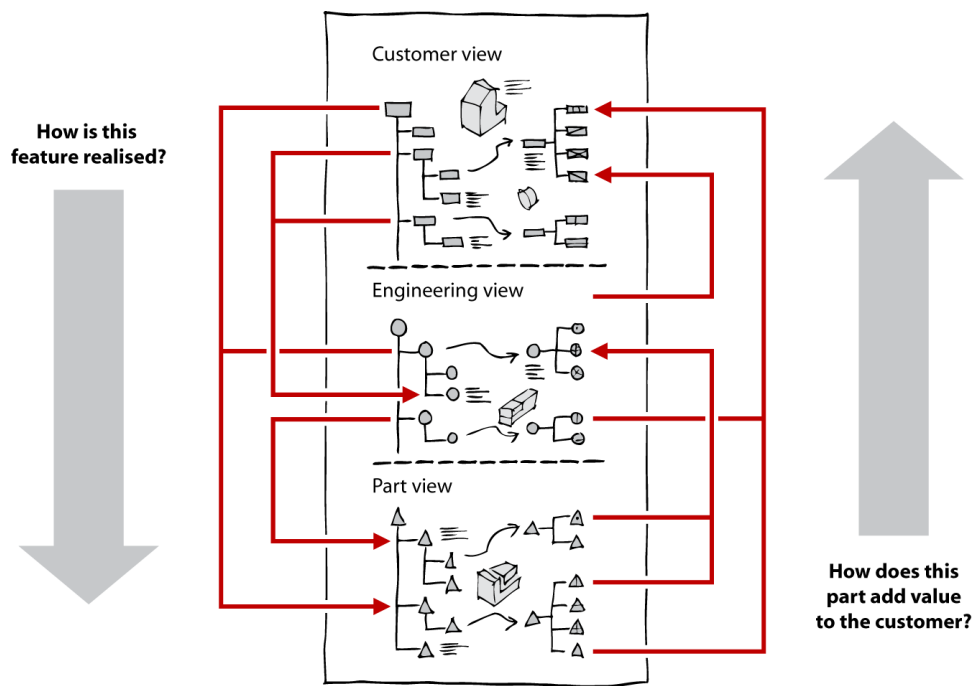 Customer view
How is this
feature realised?
Engineering view
Part view
How does this
part add value
to the customer?